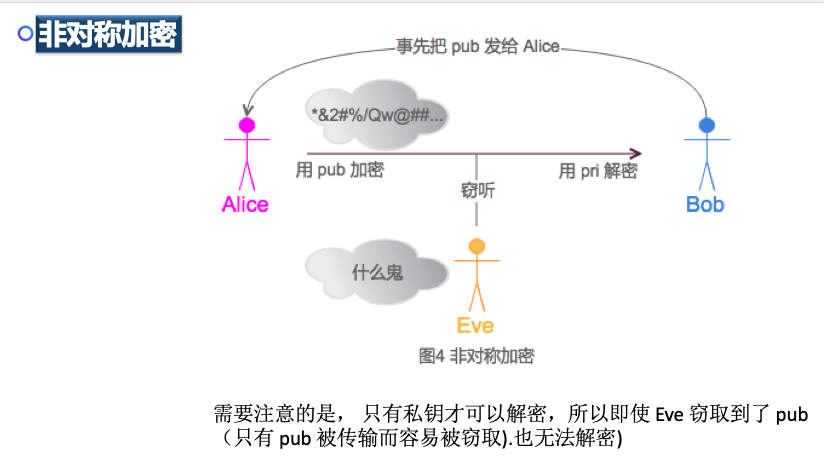 非对称加密
事先把 pub 发给 Alice
*&2#%/Qw@##...
用 pub 加密
用 pri 解密
窃听
Alice
Bob
什么鬼
Eve
图4 非对称加密
需要注意的是， 只有私钥才可以解密，所以即使 Eve 窃取到了 pub
（只有 pub 被传输而容易被窃取).也无法解密)